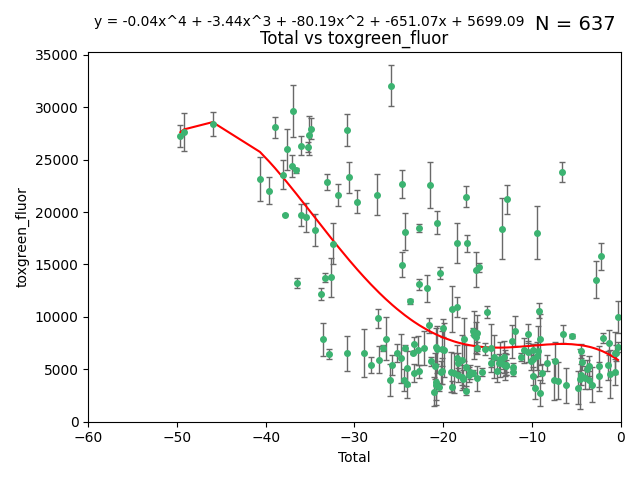 y = -0.04x^4 + -3.44x^3 + -80.19x^2 + -651.07x + 5699.09 N = 637
Total vs toxgreen_fluor
35000
30000
25000
20000
15000
10000
5000
0
toxgreen_fluor
−60 −50 −40 −30 −20 −10 0
Total